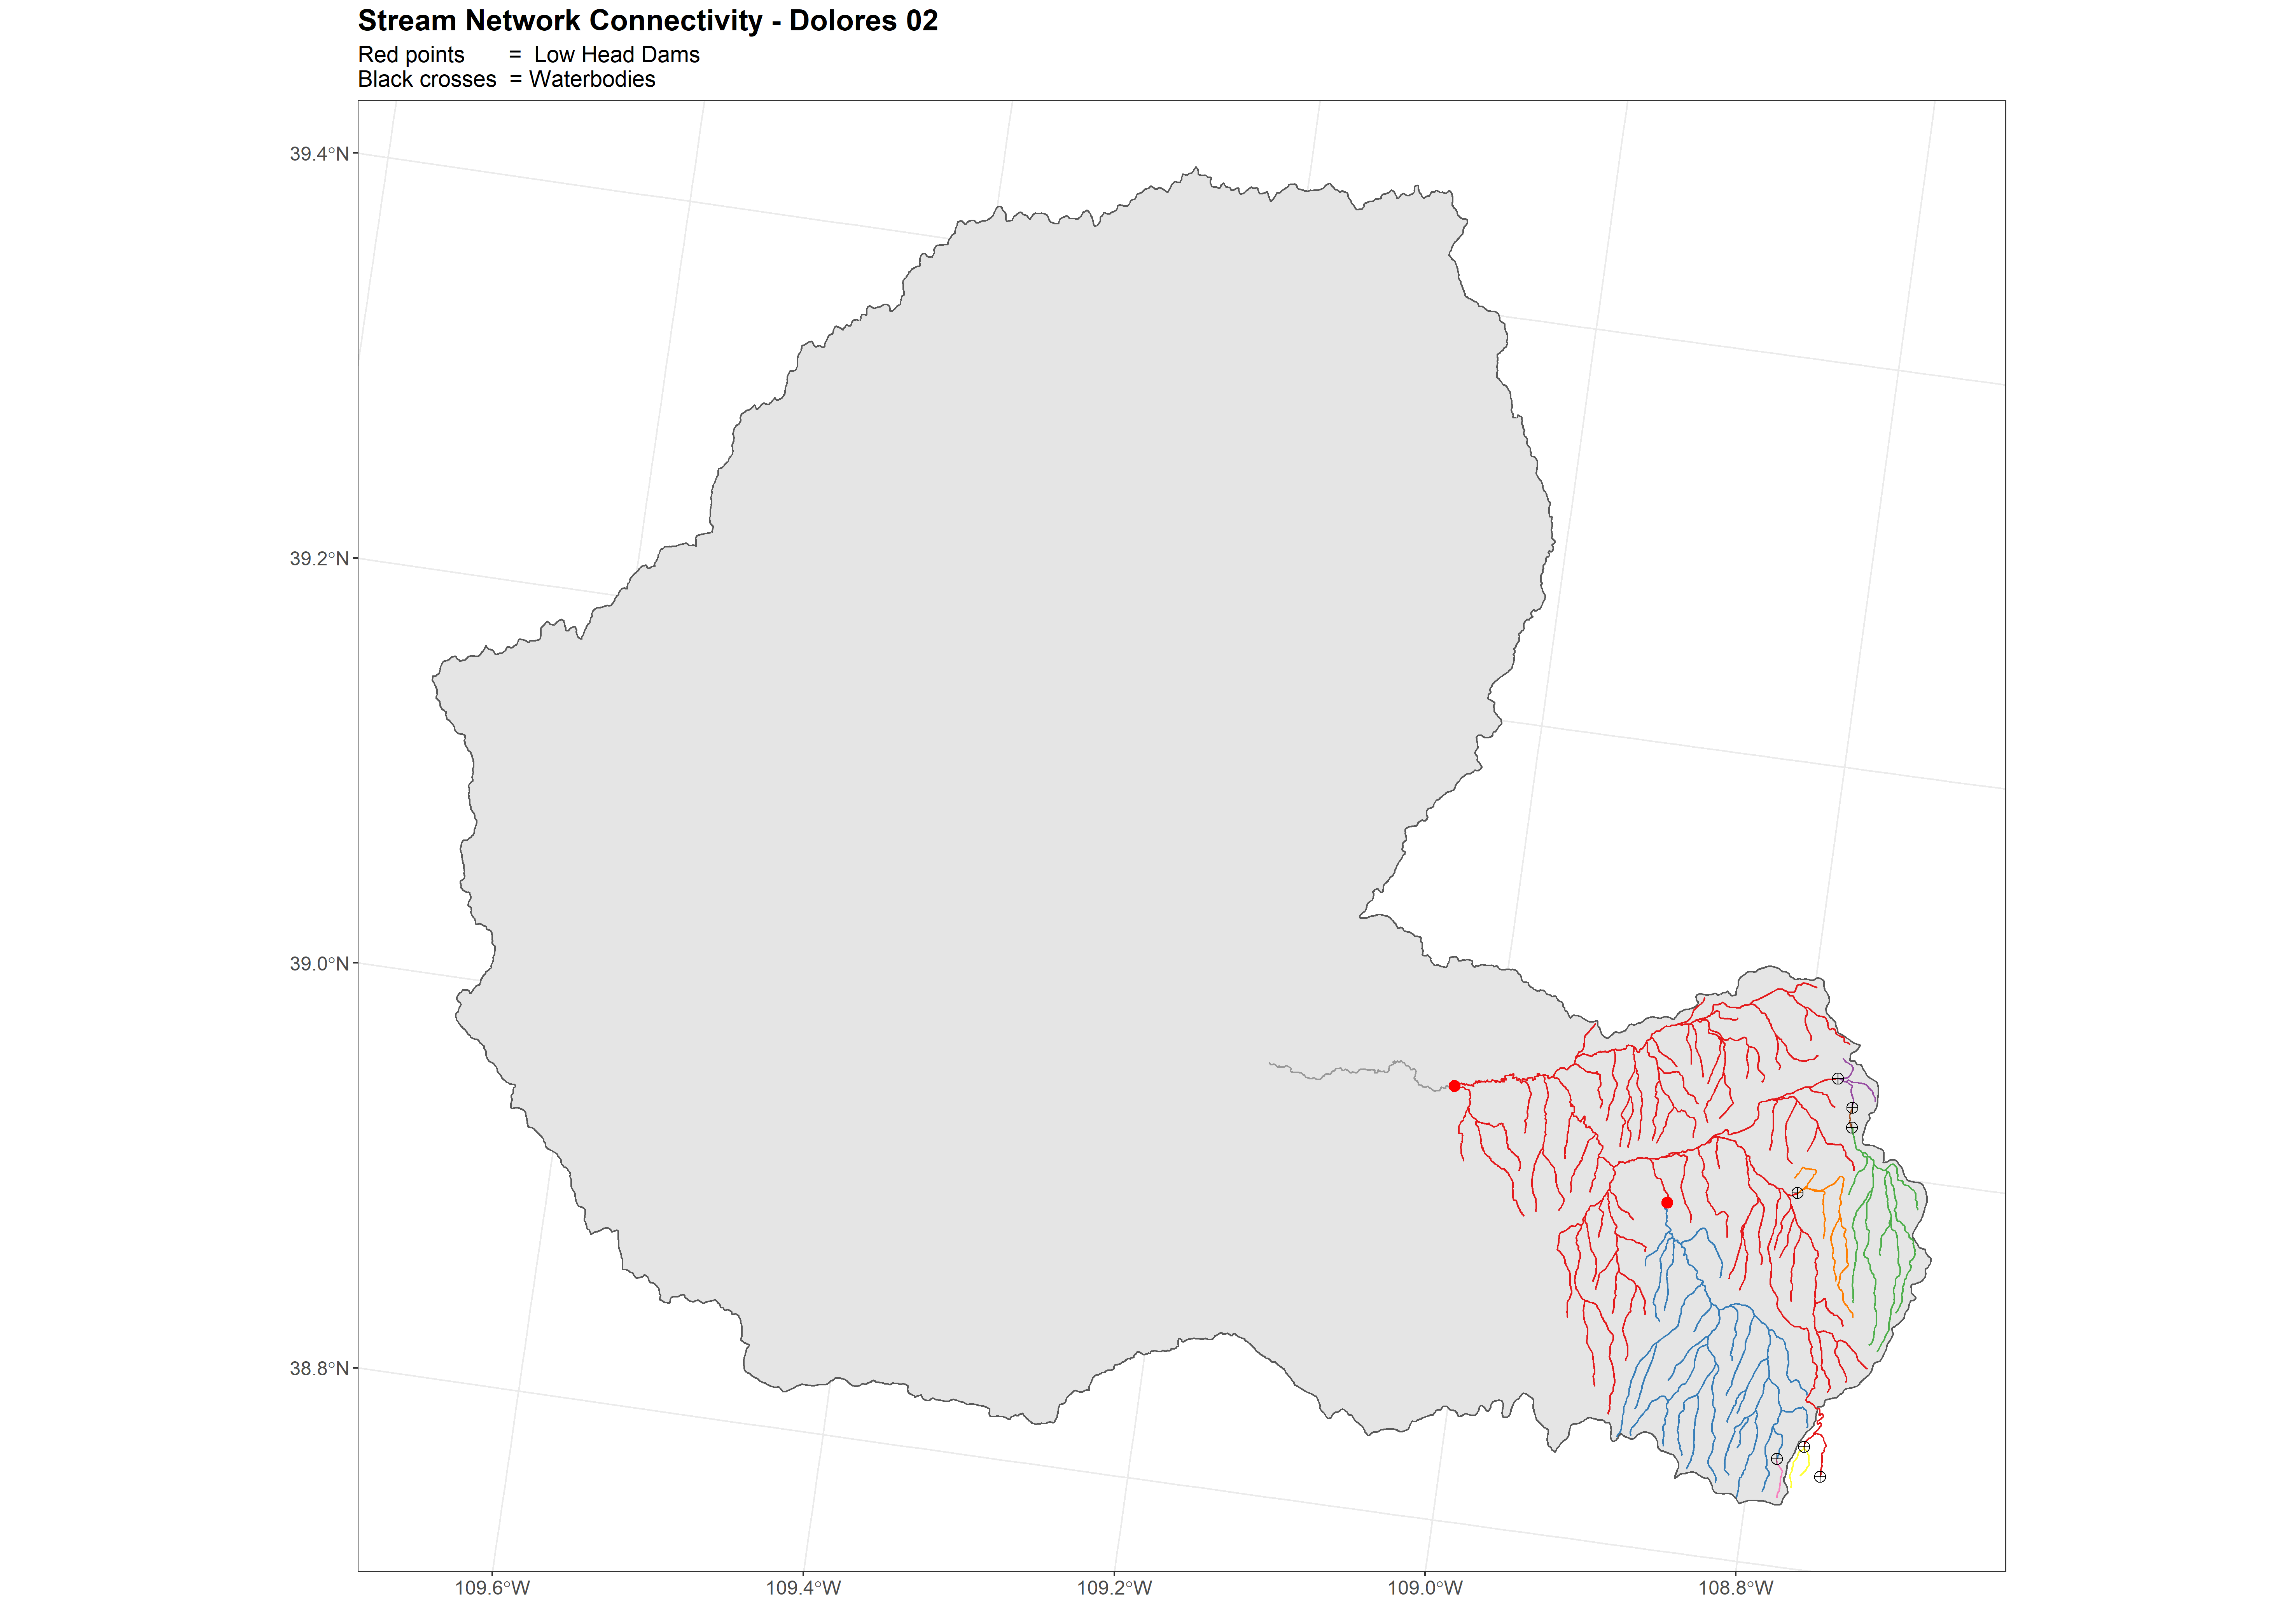 Stream Network Connectivity - Dolores 02
Red points = Low Head Dams
Black crosses = Waterbodies
39.4°N
39.2°N
39.0°N
38.8°N
109.6°W
109.4°W
109.2°W
109.0°W
108.8°W